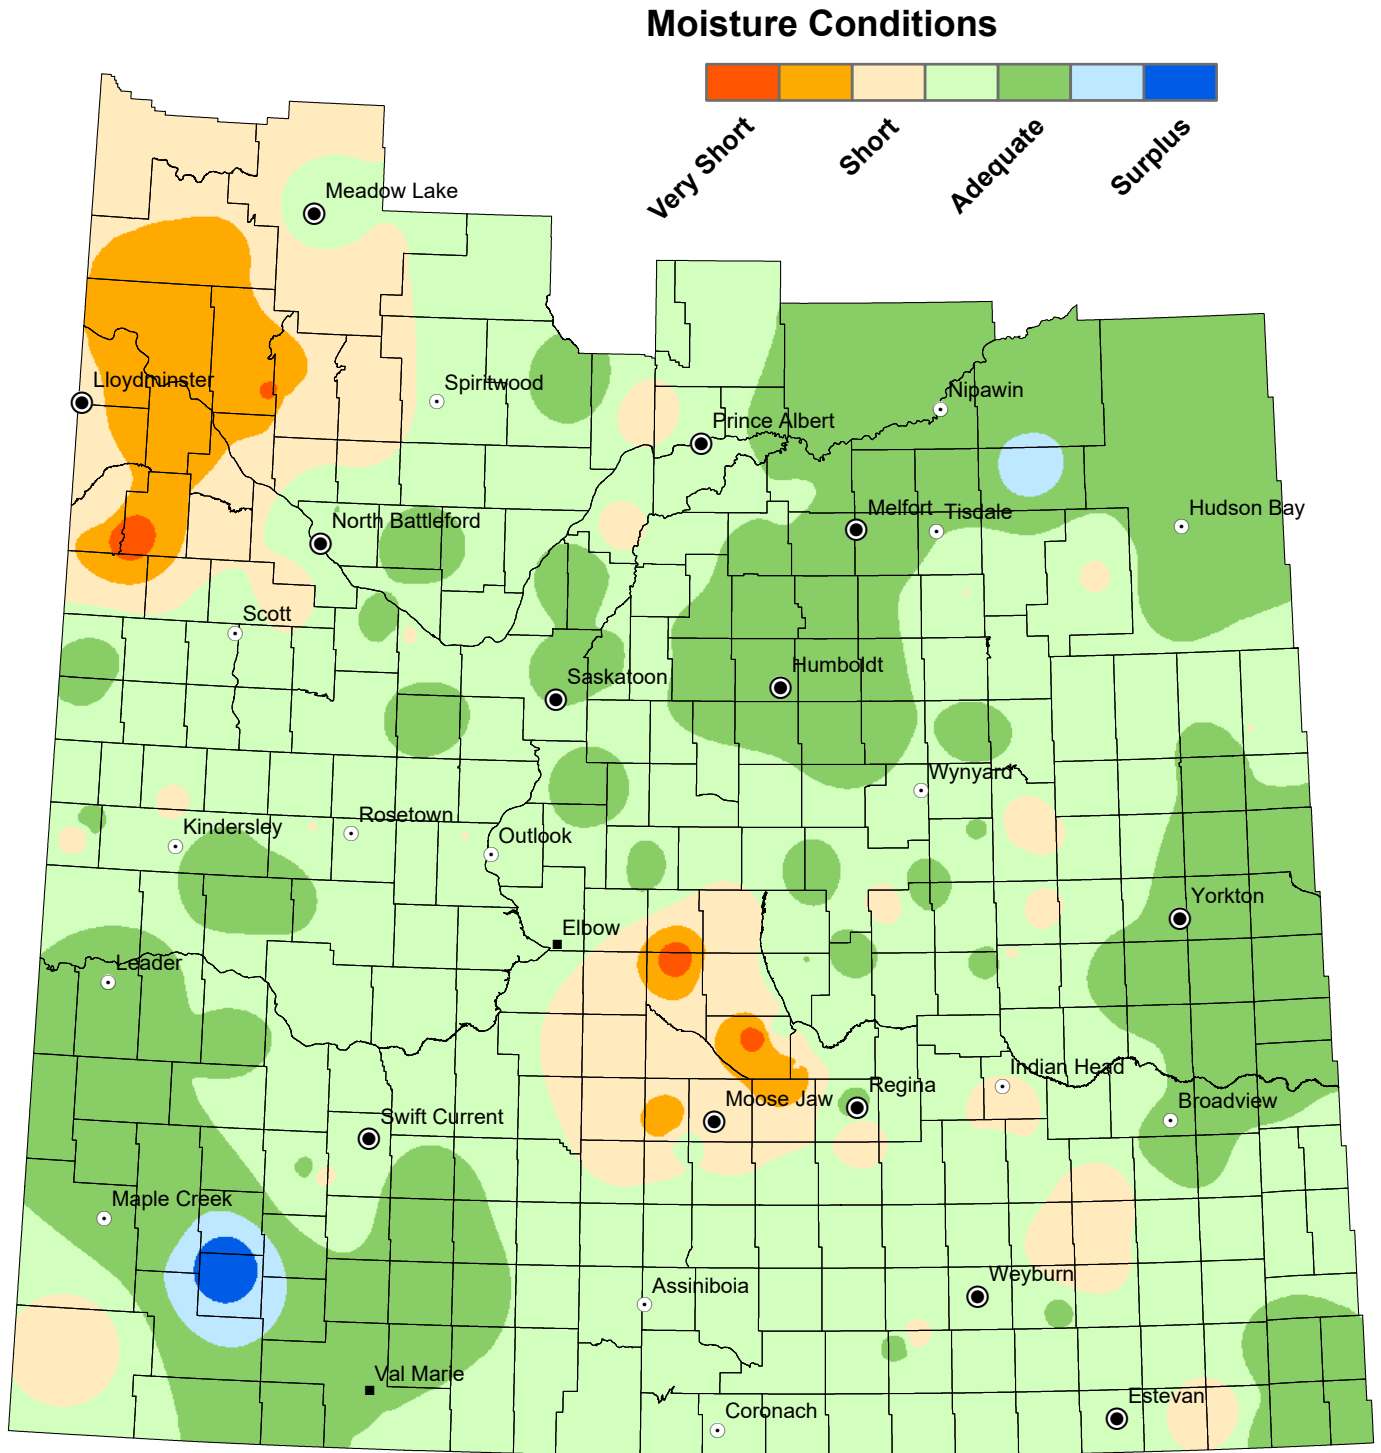 Moisture Conditions
Very Short
Short
Adequate
Surplus
Meadow Lake
Lloydminster
Spiritwood
Nipawin
Prince Albert
Melfort
Tisdale
Hudson Bay
North Battleford
Scott
Saskatoon
Humboldt
Wynyard
Rosetown
Kindersley
Outlook
Yorkton
Elbow
Leader
Indian Head
Regina
Moose Jaw
Broadview
Swift Current
Maple Creek
Weyburn
Assiniboia
Val Marie
Estevan
Coronach